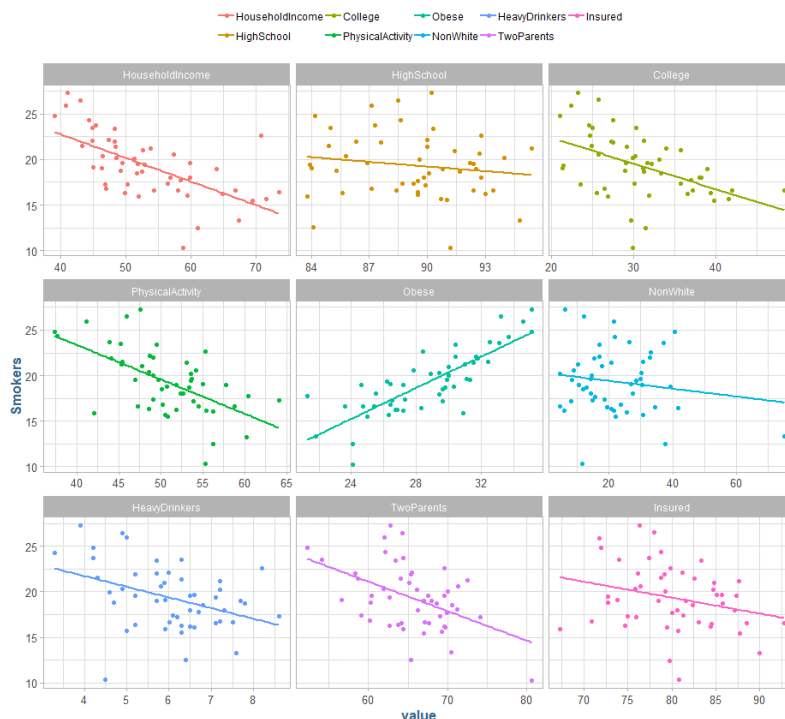 HouseholdIncome College Obese HeavyDrinkers Insured
HighSchool PhysicalActivity NonWhite TwoParents
HouseholdIncome HighSchool College
25
20
15
10
40 50 60 70 84 87 90 93 20 30 40
PhysicalActivity Obese NonWhite
Smokers
25
20
15
10
40 45 50 55 60 65 24 28 32 36 20 40 60
HeavyDrinkers TwoParents Insured
25
20
15
10
4 5 6 7 8 60 70 80 70 75 80 85 90
value